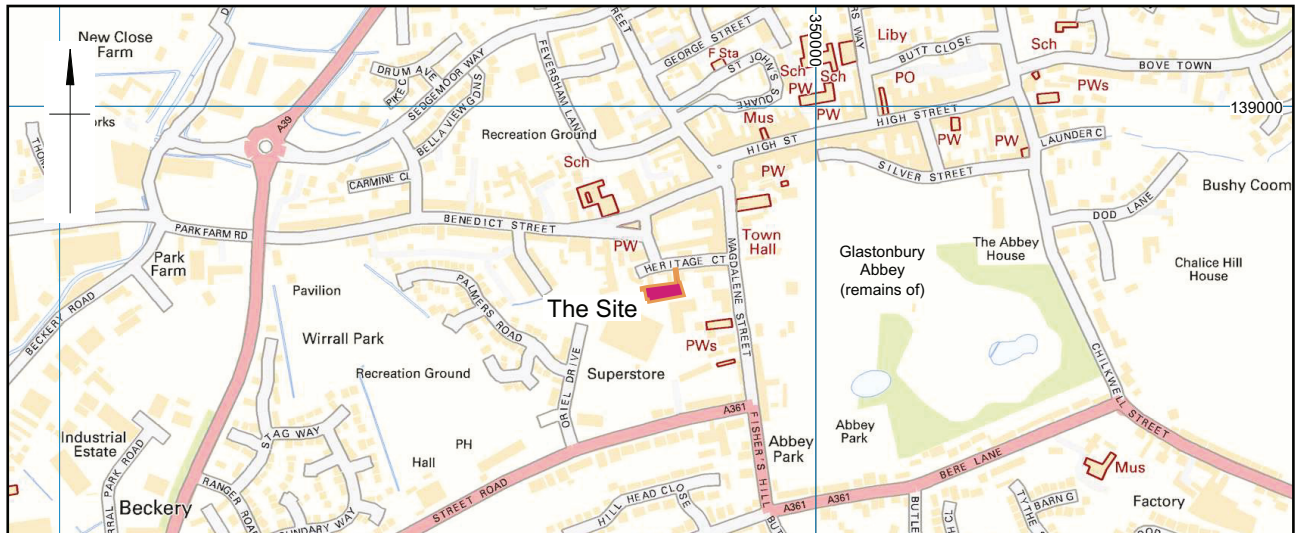 New Close
Farm
DRUM AVE
PIKE C
SEDGEMOOR WAY
BELLA VIEW GDNS
FEVERSHAM LANE
GEORGE STREET
F Sta
ST JOHN'S
SQUARE
Sch
PW
Sch
350000
Liby
BUTT CLOSE
PO
Sch
BOVE TOWN
PWs
139000
A39
Recreation Ground
Mus
HIGH ST
PW
HIGH STREET
PW
PW
LAUNDER C
Sch
CARMINE CL
SILVER STREET
PW
Bushy Coom
BENEDICT STREET
PARK FARM RD
Park
Farm
PW
Town
Hall
DOD LANE
HERITAGE CT
MAGDALENE STREET
Glastonbury
Abbey
(remains of)
The Abbey
House
Chalice Hill
House
BECKERY ROAD
Pavilion
PALMERS ROAD
The Site
Wirrall Park
PWs
Recreation Ground
ORIEL DRIVE
Superstore
CHILKWELL STREET
A361
FISHER'S HILL
Abbey
Park
Abbey
Park
Industrial
Estate
STAG WAY
PH
Hall
STREET ROAD
BERE LANE
Mus
Beckery
RANGER ROAD
HEAD CLOSE
HILL
A361
A361
BUTLE
TYTHE
BARN G
Factory